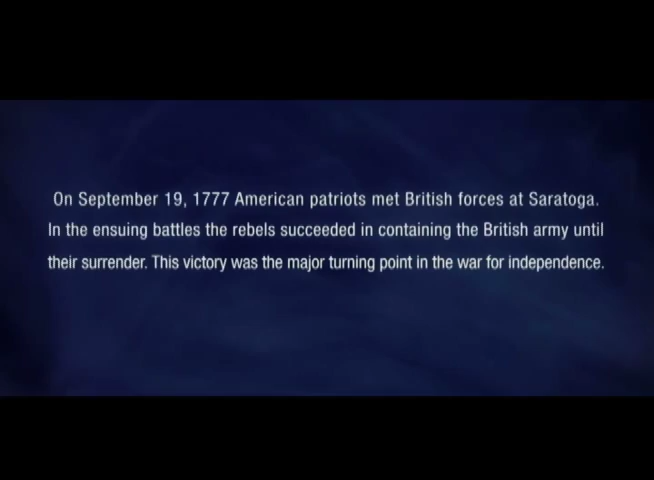 On September 19, 1777 American patriots met British forces at Saratoga.
In the ensuing battles the rebels succeeded in containing the British army until
their surrender. This victory was the major turning point in the war for independence.